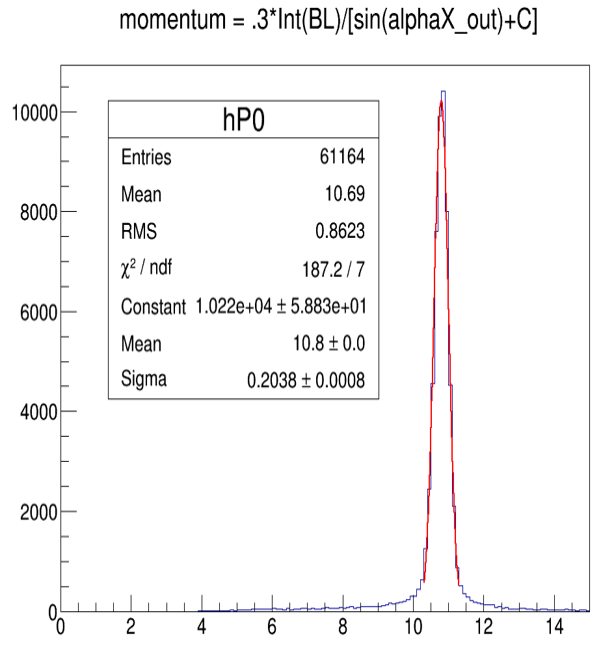 momentum = .3*Int(BL)/[sin(alphaX_out)+C]
hP0
Entries 61164
Mean 10.69
RMS 0.8623
χ² / ndf 187.2 / 7
Constant 1.022e+04 ± 5.883e+01
Mean 10.8 ± 0.0
Sigma 0.2038 ± 0.0008
10000
8000
6000
4000
2000
0
0 2 4 6 8 10 12 14